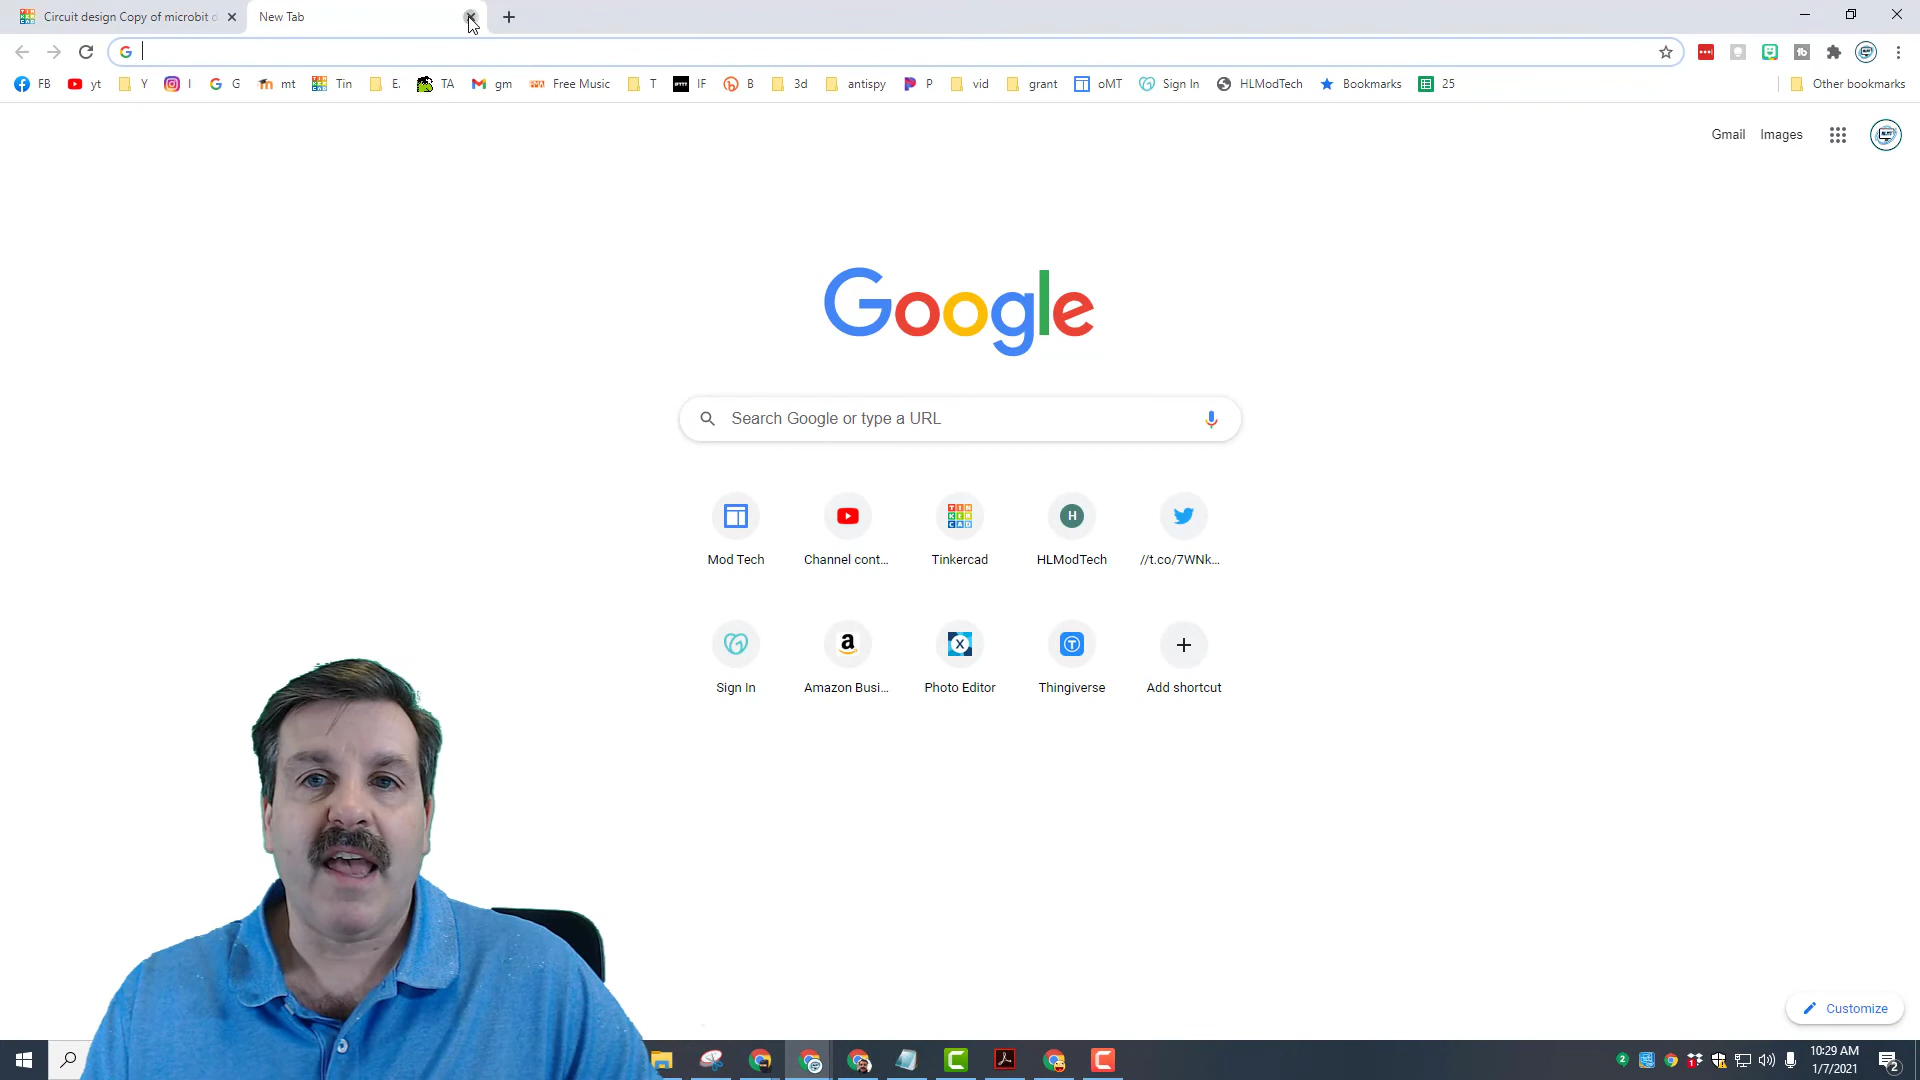 Circuit design Copy of microbit d
New Tab
FB yt Y I G mt Tin E. TA gm Free Music T IF B 3d antispy P vid grant oMT Sign In HLModTech Bookmarks 25 Other bookmarks
Gmail Images
Google
Search Google or type a URL
Mod Tech Channel cont... Tinkercad HLModTech //t.co/7WNk...
Sign In Amazon Busi... Photo Editor Thingiverse Add shortcut
Customize
10:29 AM
1/7/2021